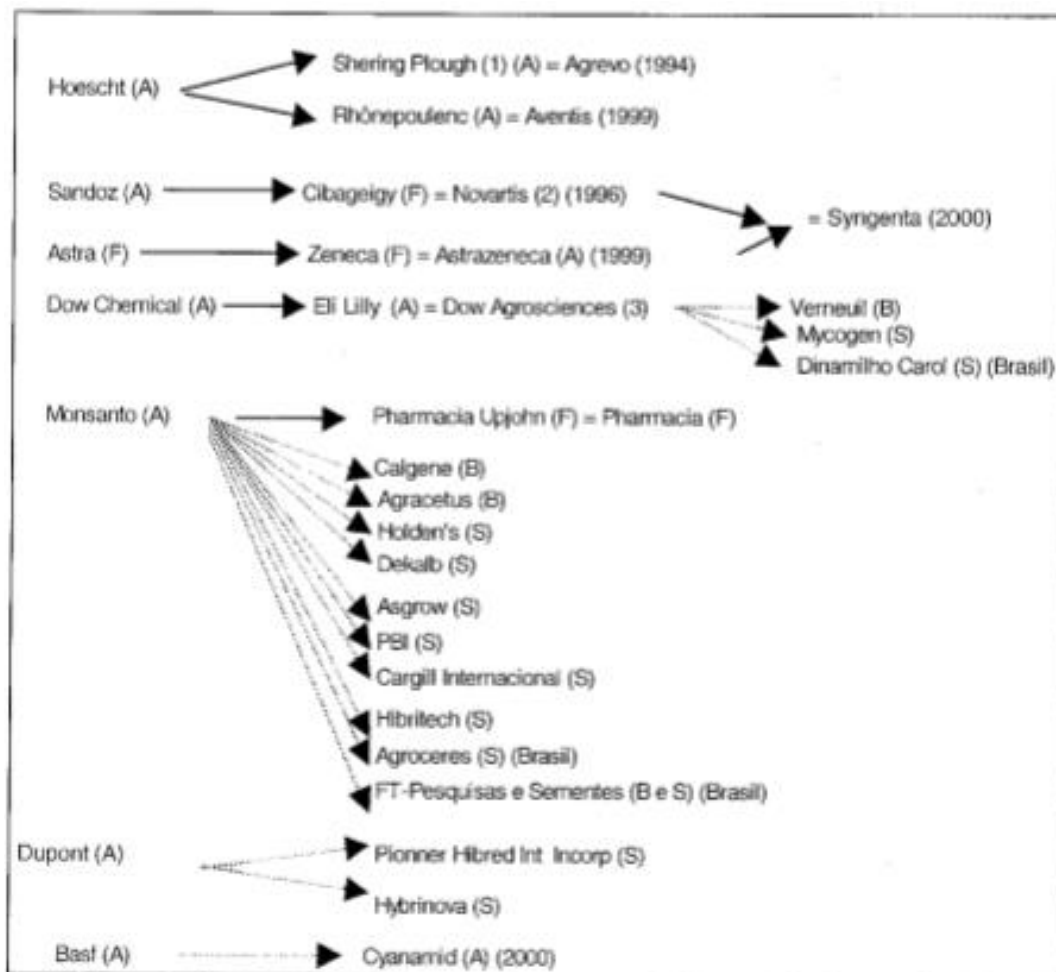 Shering Plough (1) (A) = Agrevo (1994)
Hoescht (A)
Rhônepoulenc (A) = Aventis (1999)
Sandoz (A) Cibageigy (F) = Novartis (2) (1996)
= Syngenta (2000)
Astra (F) Zeneca (F) = Astrazeneca (A) (1999)
Dow Chemical (A) Eli Lilly (A) = Dow Agrosciences (3) Verneuil (B)
Mycogen (S)
Dinamilho Carol (S) (Brasil)
Monsanto (A) Pharmacia Upjohn (F) = Pharmacia (F)
Calgene (B)
Agracetus (B)
Holden's (S)
Dekalb (S)
Asgrow (S)
PBI (S)
Cargill Internacional (S)
Hibritech (S)
Agroceres (S) (Brasil)
FT-Pesquisas e Sementes (B e S) (Brasil)
Dupont (A) Pionner Hibred Int Incorp (S)
Hybrinova (S)
Basf (A) Cyanamid (A) (2000)